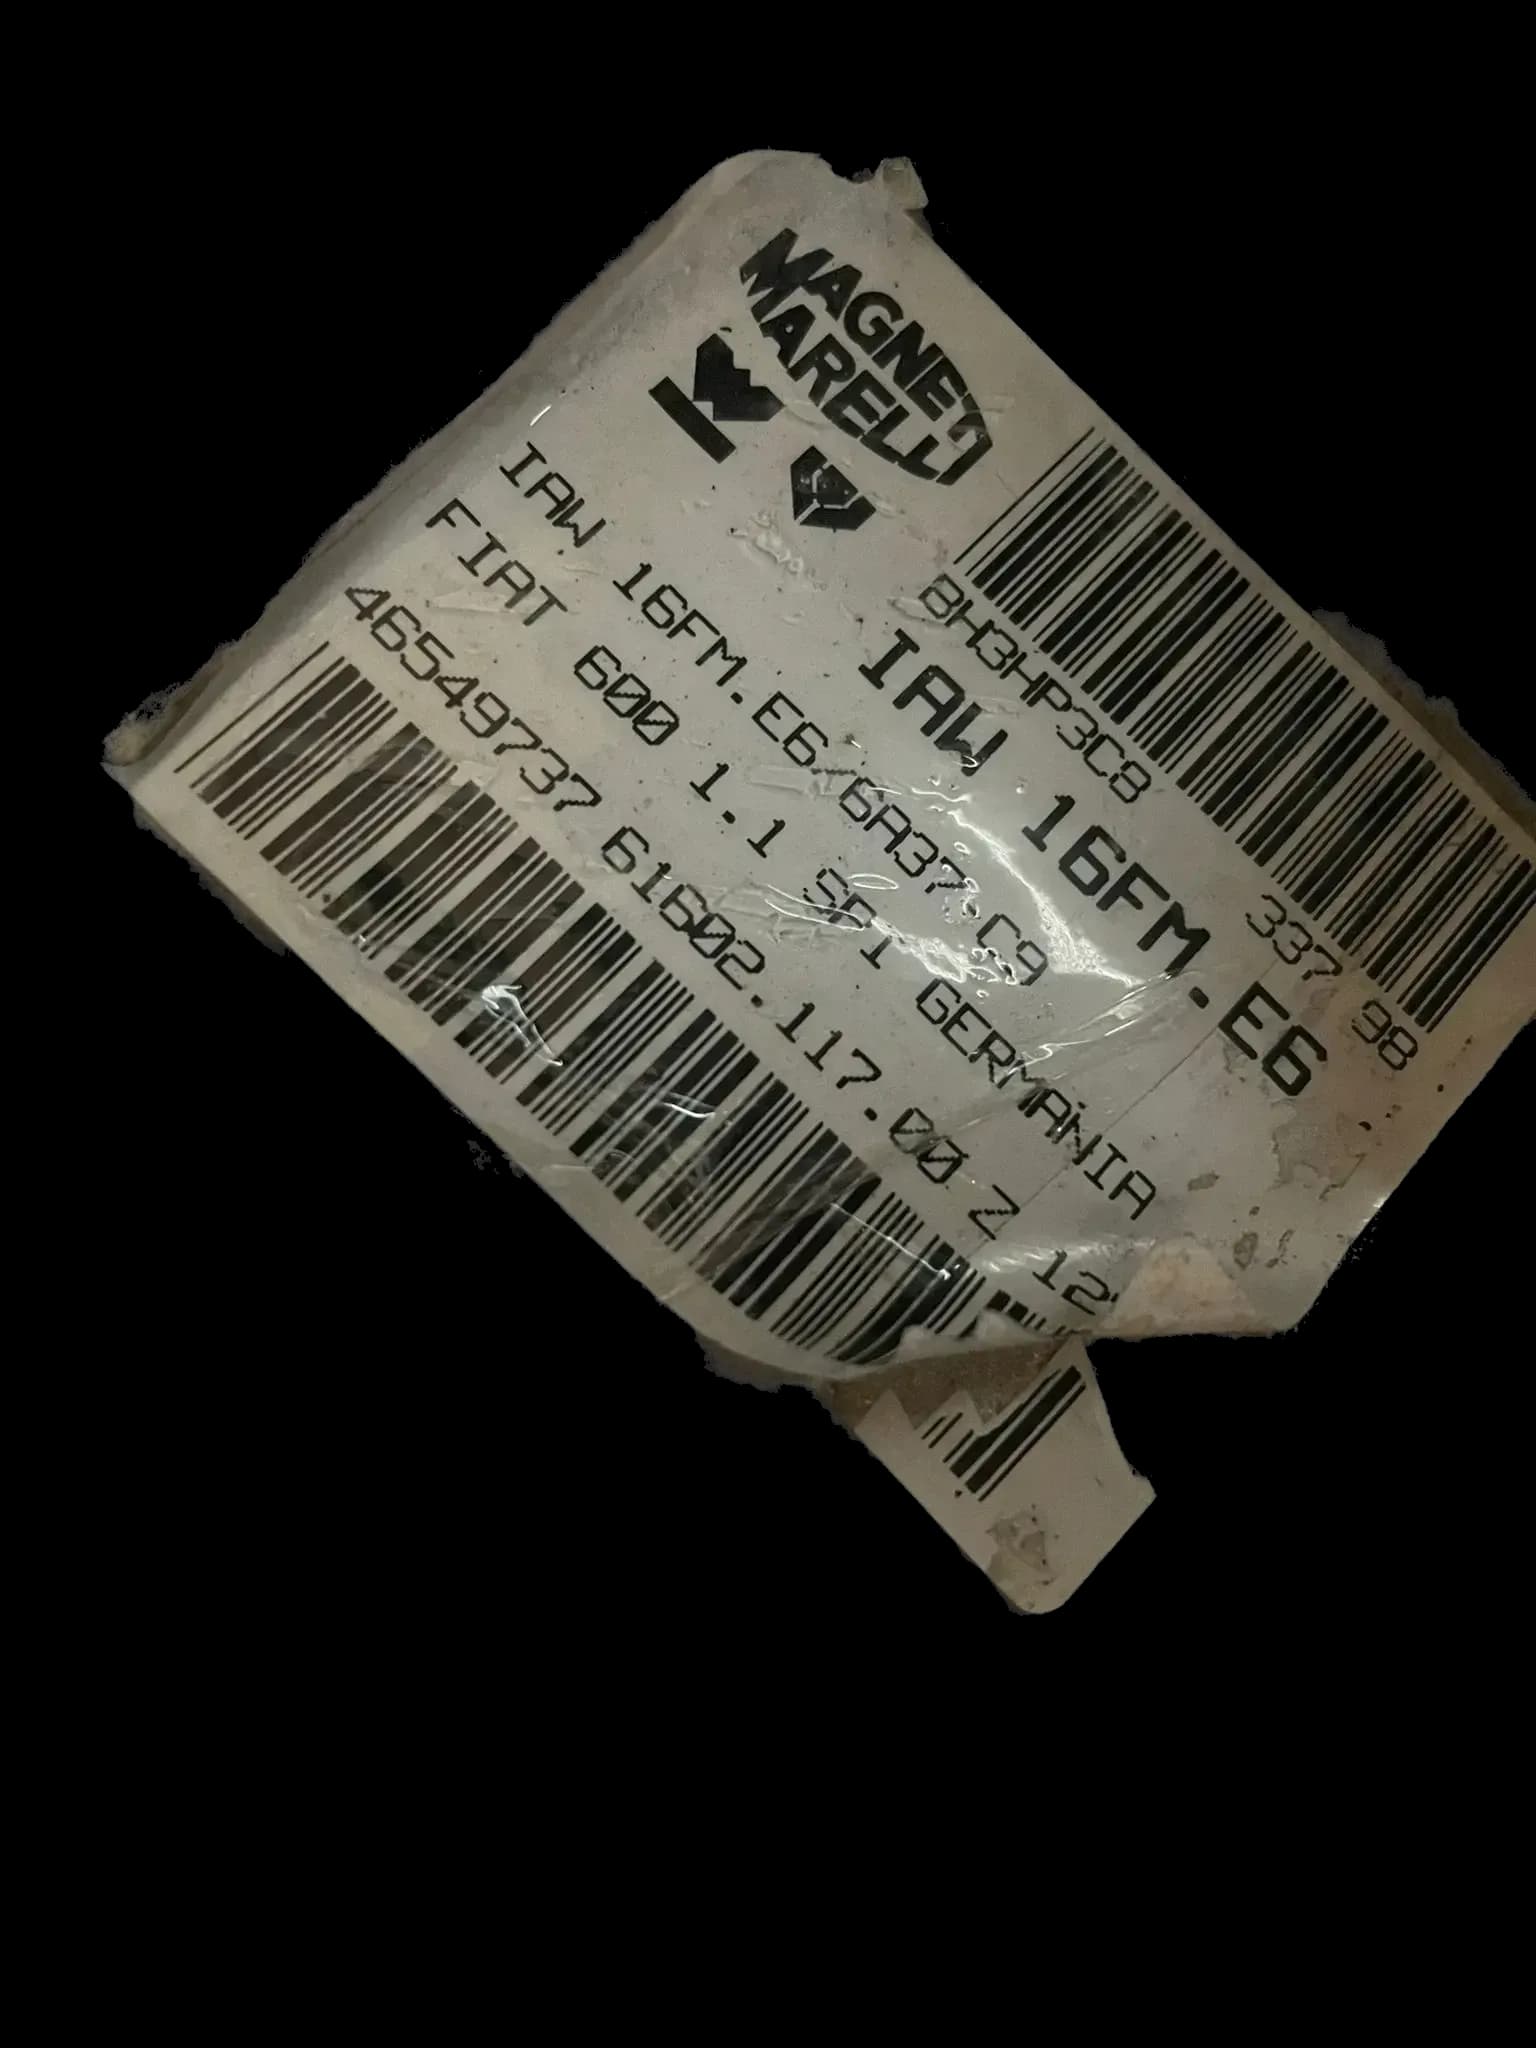 MAGNETI
MARELLI
8H3HP3C8 337 98
IAW 16FM.E6
IAW 16FM.E6/6A37 C9
FIAT 600 1.1 SPI GERMANIA
46549737 61602.117.00 Z